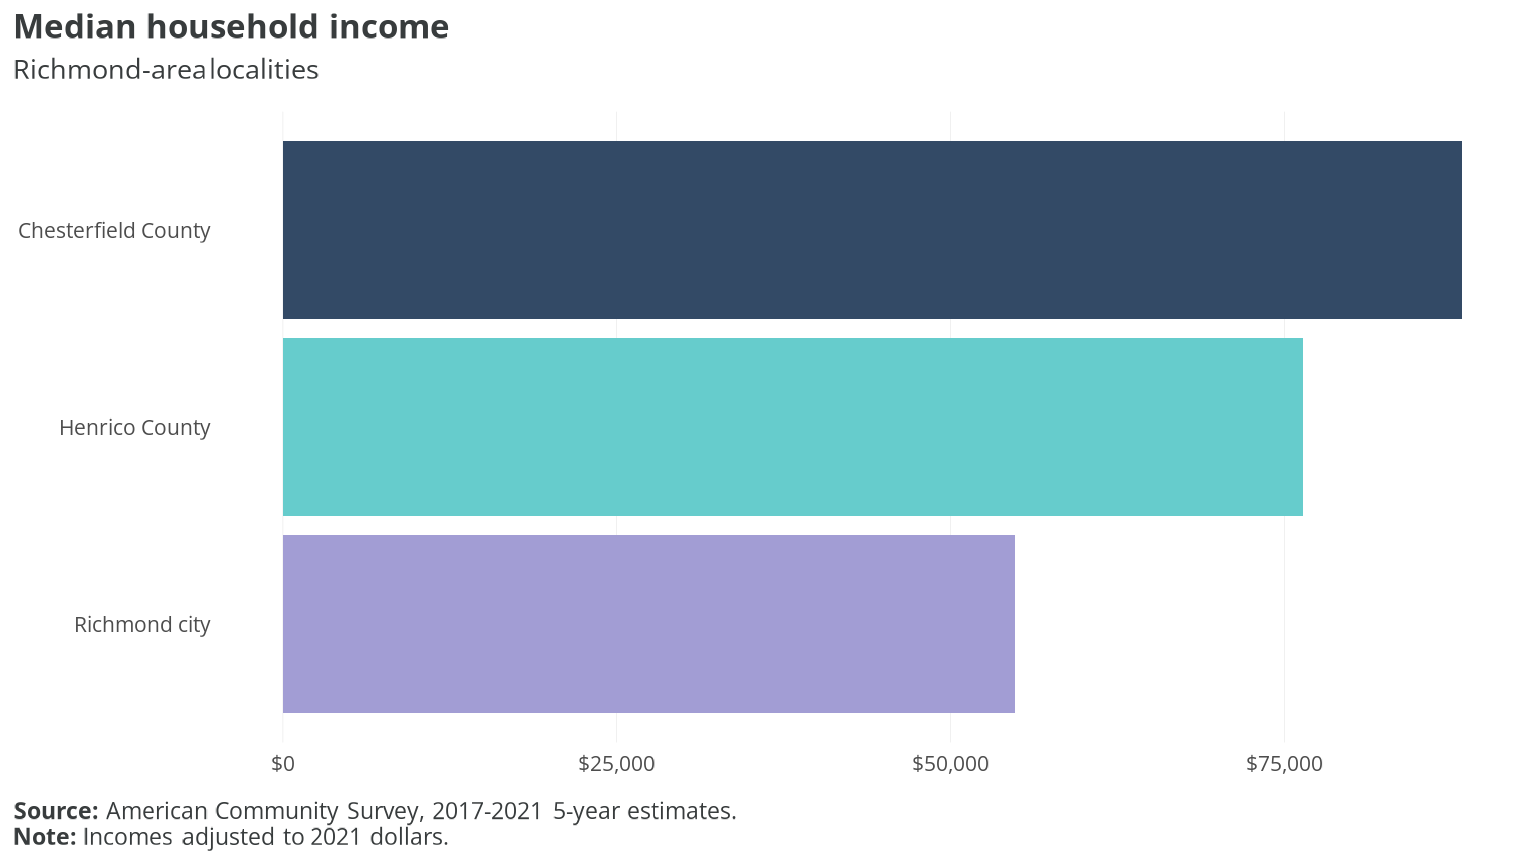 Median household income
Richmond-area localities
Chesterfield County
Henrico County
Richmond city
$0 $25,000 $50,000 $75,000
Source: American Community Survey, 2017-2021 5-year estimates.
Note: Incomes adjusted to 2021 dollars.